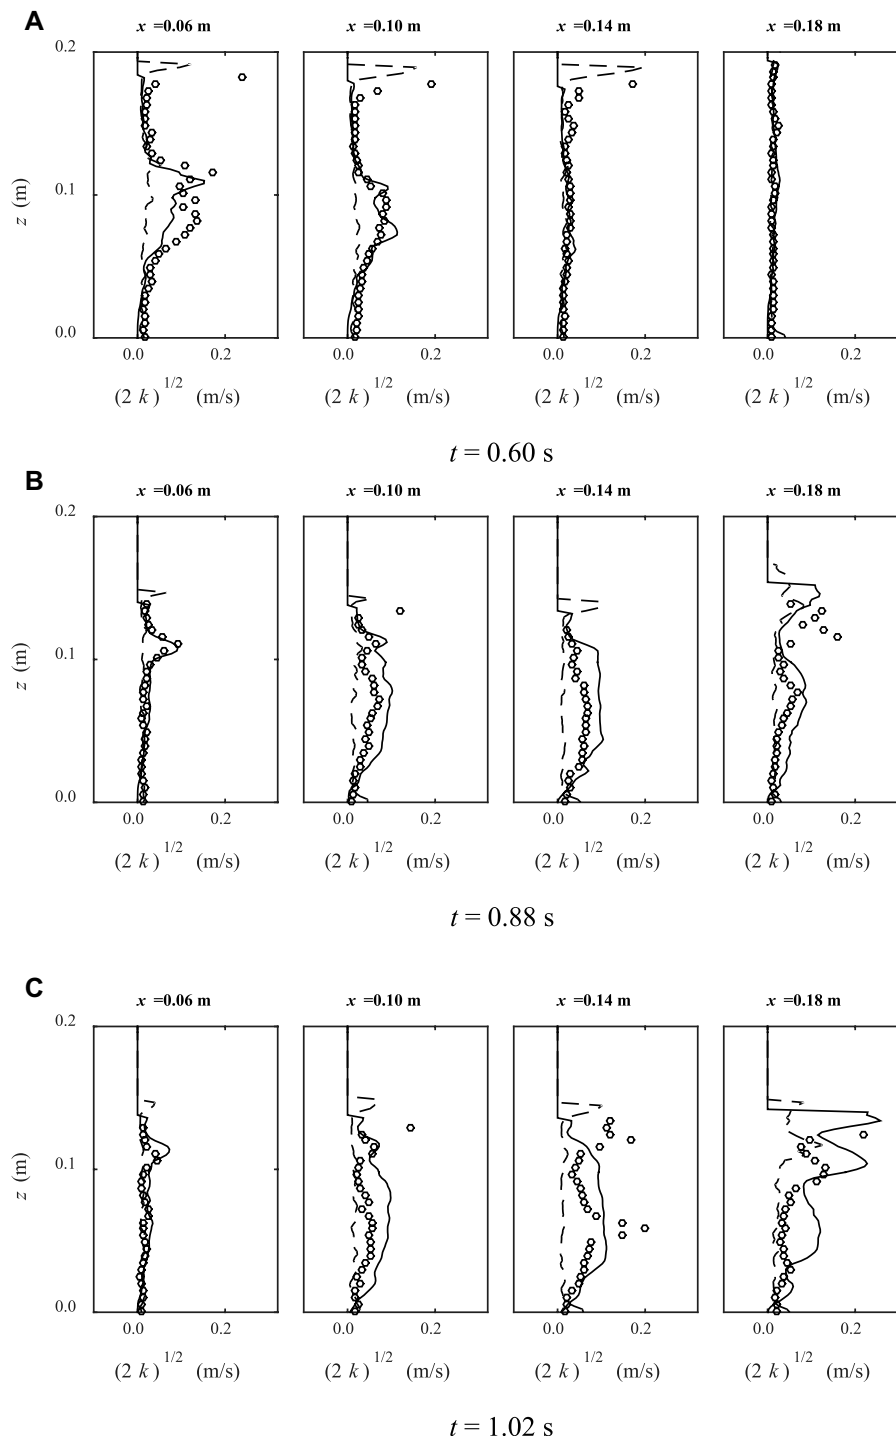 A
x =0.06 m x =0.10 m x =0.14 m x =0.18 m
0.2
0.1
0.0
z (m)
0.0 0.2 0.0 0.2 0.0 0.2 0.0 0.2
(2 k)^1/2 (m/s) (2 k)^1/2 (m/s) (2 k)^1/2 (m/s) (2 k)^1/2 (m/s)
t = 0.60 s
B
x =0.06 m x =0.10 m x =0.14 m x =0.18 m
0.2
0.1
0.0
z (m)
0.0 0.2 0.0 0.2 0.0 0.2 0.0 0.2
(2 k)^1/2 (m/s) (2 k)^1/2 (m/s) (2 k)^1/2 (m/s) (2 k)^1/2 (m/s)
t = 0.88 s
C
x =0.06 m x =0.10 m x =0.14 m x =0.18 m
0.2
0.1
0.0
z (m)
0.0 0.2 0.0 0.2 0.0 0.2 0.0 0.2
(2 k)^1/2 (m/s) (2 k)^1/2 (m/s) (2 k)^1/2 (m/s) (2 k)^1/2 (m/s)
t = 1.02 s